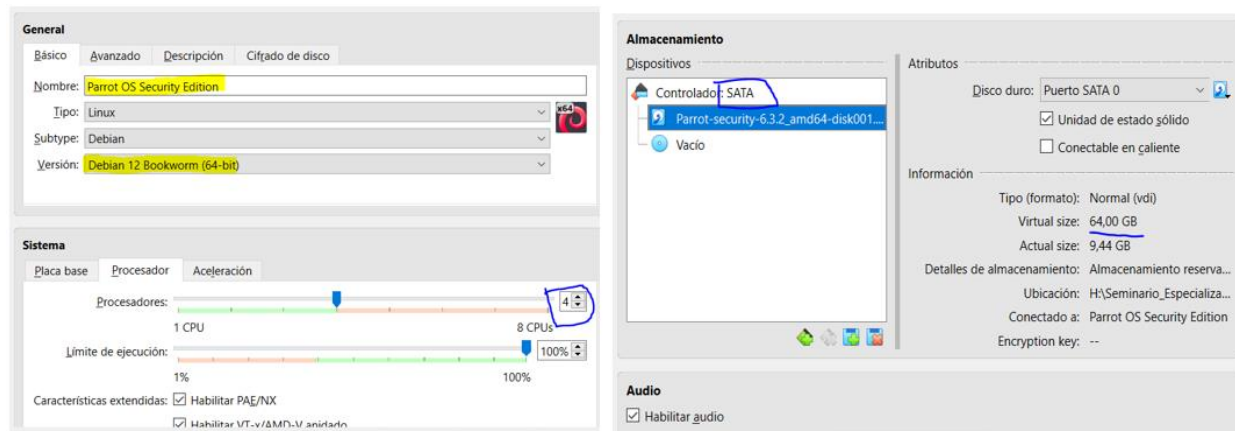 General
Básico Avanzado Descripción Cifrado de disco
Nombre: Parrot OS Security Edition
Tipo: Linux
x64
Subtype: Debian
Versión: Debian 12 Bookworm (64-bit)
Sistema
Placa base Procesador Aceleración
Procesadores: 4
1 CPU 8 CPUs
Límite de ejecución: 100%
1% 100%
Características extendidas: Habilitar PAE/NX
Habilitar VT-x/AMD-V anidado
Almacenamiento
Dispositivos
Controlador: SATA
Parrot-security-6.3.2_amd64-disk001....
Vacío
Atributos
Disco duro: Puerto SATA 0
Unidad de estado sólido
Conectable en caliente
Información
Tipo (formato): Normal (vdi)
Virtual size: 64,00 GB
Actual size: 9,44 GB
Detalles de almacenamiento: Almacenamiento reserva...
Ubicación: H:\Seminario_Especializa...
Conectado a: Parrot OS Security Edition
Encryption key: --
Audio
Habilitar audio